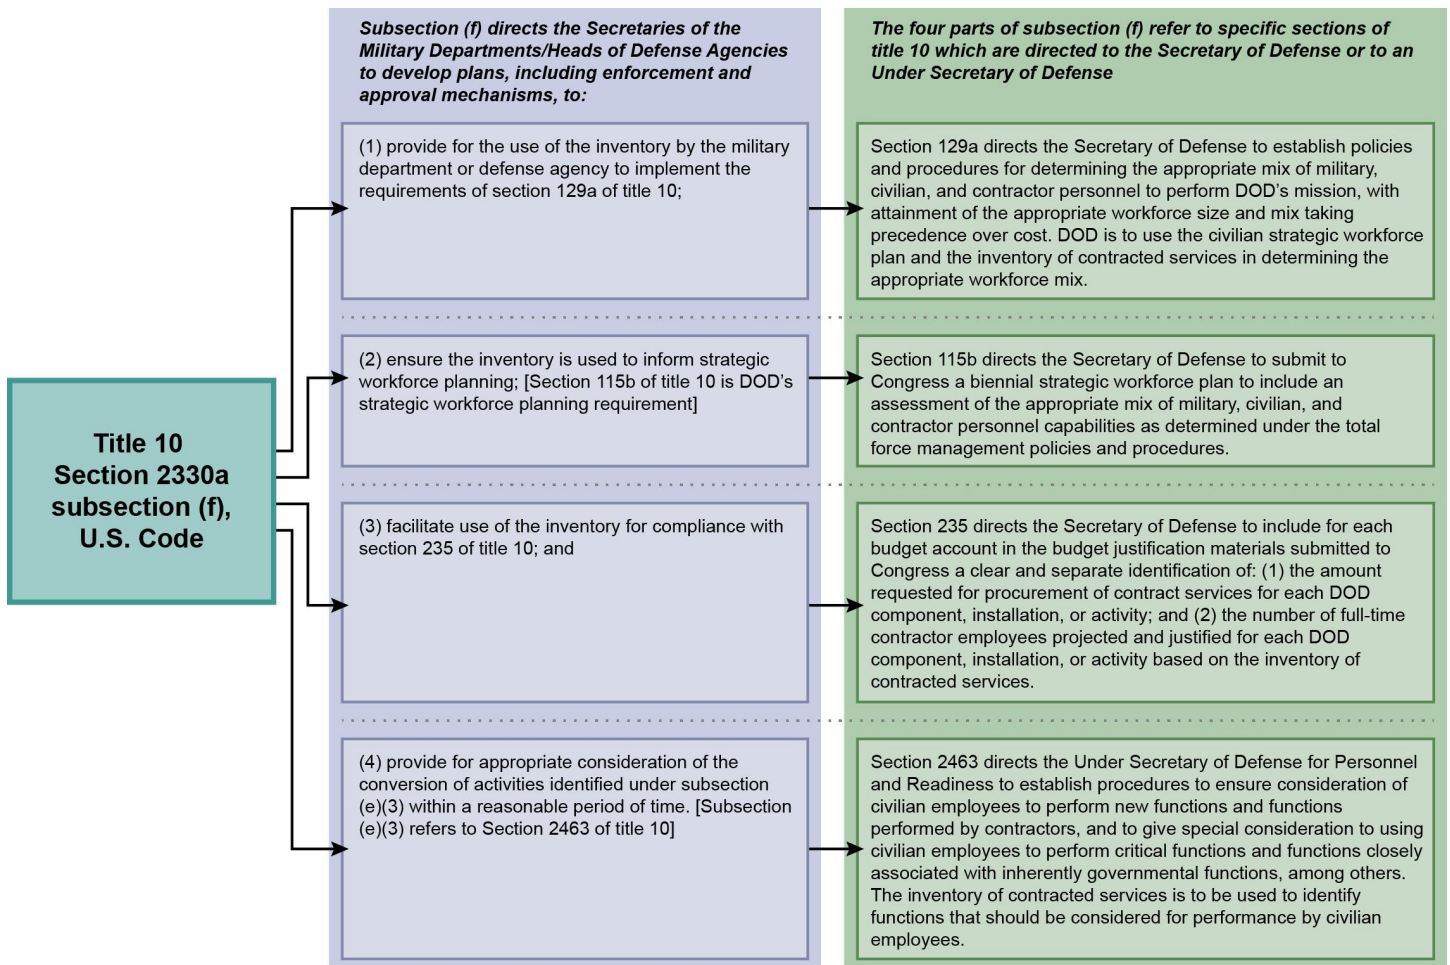 Title 10
Section 2330a
subsection (f),
U.S. Code
Subsection (f) directs the Secretaries of the
Military Departments/Heads of Defense Agencies
to develop plans, including enforcement and
approval mechanisms, to:
The four parts of subsection (f) refer to specific sections of
title 10 which are directed to the Secretary of Defense or to an
Under Secretary of Defense
(1) provide for the use of the inventory by the military
department or defense agency to implement the
requirements of section 129a of title 10;
Section 129a directs the Secretary of Defense to establish policies
and procedures for determining the appropriate mix of military,
civilian, and contractor personnel to perform DOD's mission, with
attainment of the appropriate workforce size and mix taking
precedence over cost. DOD is to use the civilian strategic workforce
plan and the inventory of contracted services in determining the
appropriate workforce mix.
(2) ensure the inventory is used to inform strategic
workforce planning; [Section 115b of title 10 is DOD's
strategic workforce planning requirement]
Section 115b directs the Secretary of Defense to submit to
Congress a biennial strategic workforce plan to include an
assessment of the appropriate mix of military, civilian, and
contractor personnel capabilities as determined under the total
force management policies and procedures.
(3) facilitate use of the inventory for compliance with
section 235 of title 10; and
Section 235 directs the Secretary of Defense to include for each
budget account in the budget justification materials submitted to
Congress a clear and separate identification of: (1) the amount
requested for procurement of contract services for each DOD
component, installation, or activity; and (2) the number of full-time
contractor employees projected and justified for each DOD
component, installation, or activity based on the inventory of
contracted services.
(4) provide for appropriate consideration of the
conversion of activities identified under subsection
(e)(3) within a reasonable period of time. [Subsection
(e)(3) refers to Section 2463 of title 10]
Section 2463 directs the Under Secretary of Defense for Personnel
and Readiness to establish procedures to ensure consideration of
civilian employees to perform new functions and functions
performed by contractors, and to give special consideration to using
civilian employees to perform critical functions and functions closely
associated with inherently governmental functions, among others.
The inventory of contracted services is to be used to identify
functions that should be considered for performance by civilian
employees.